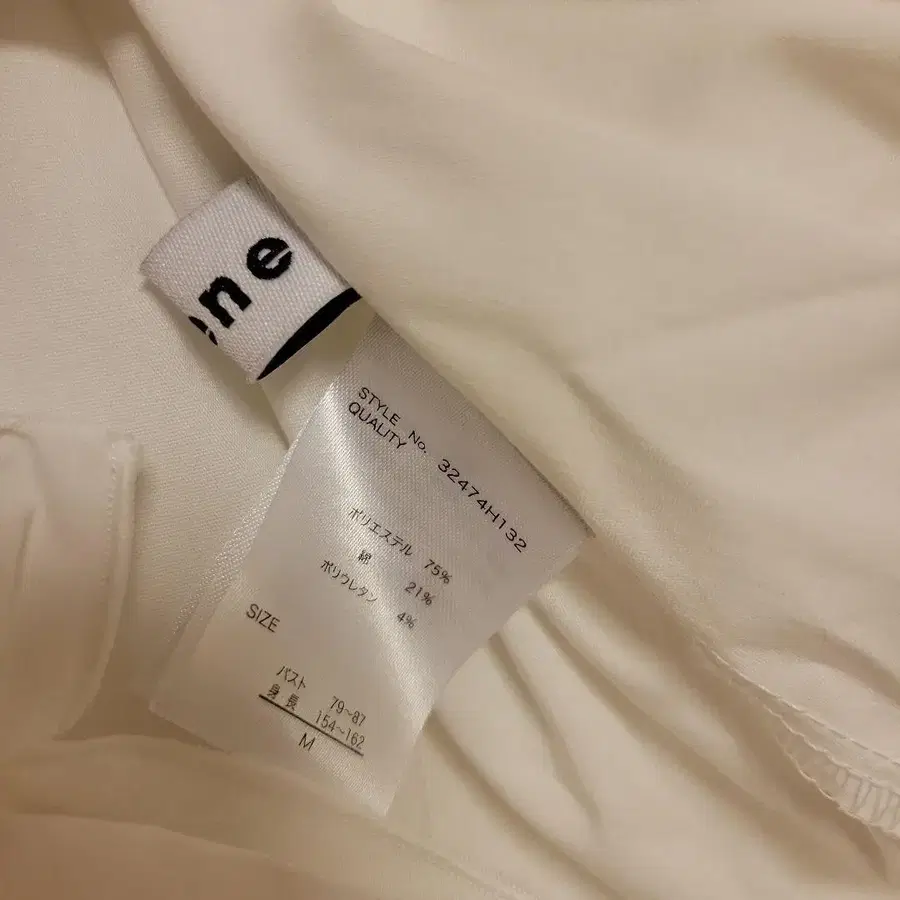 ene
STYLE No. 32474H132
QUALITY
ポリエステル 75%
綿 21%
ポリウレタン 4%
SIZE
バスト 79~87
身長 154~162
M